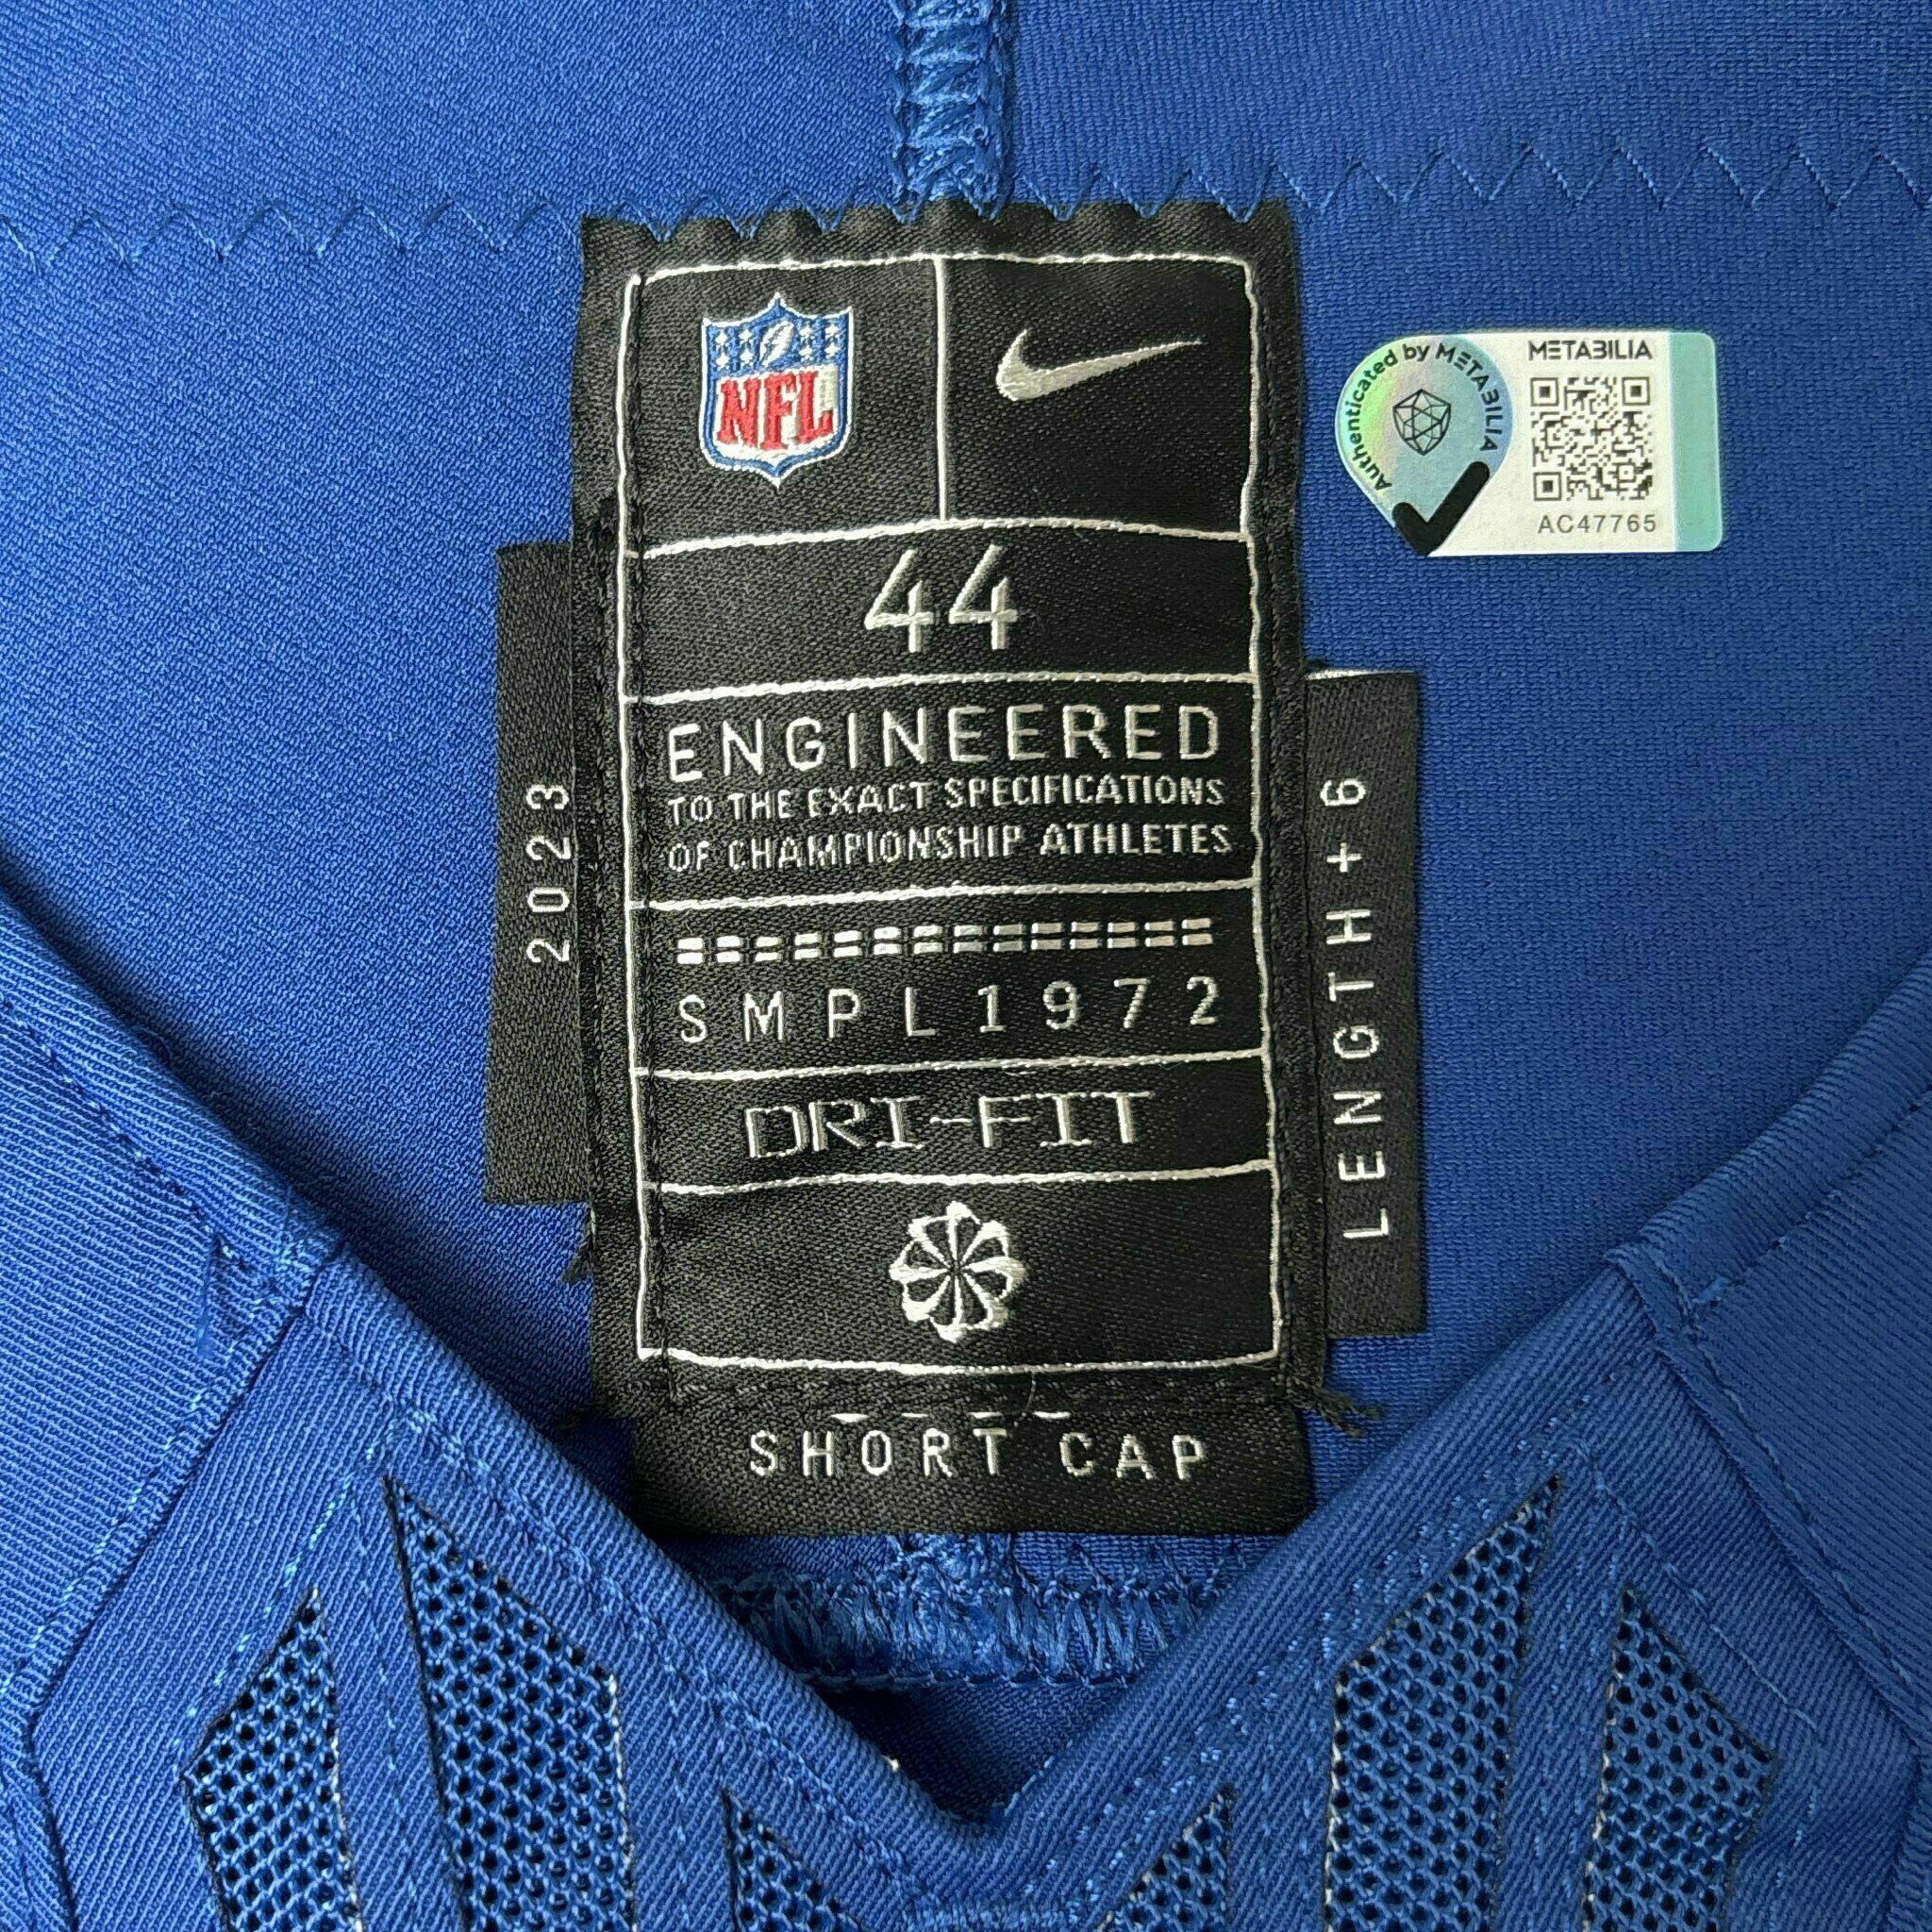 NFL
Authenticated by METABILIA
METABILIA
AC47765
44
ENGINEERED
TO THE EXACT SPECIFICATIONS
OF CHAMPIONSHIP ATHLETES
SMPL1972
DRI-FIT
SHORT CAP
2023
LENGTH+6